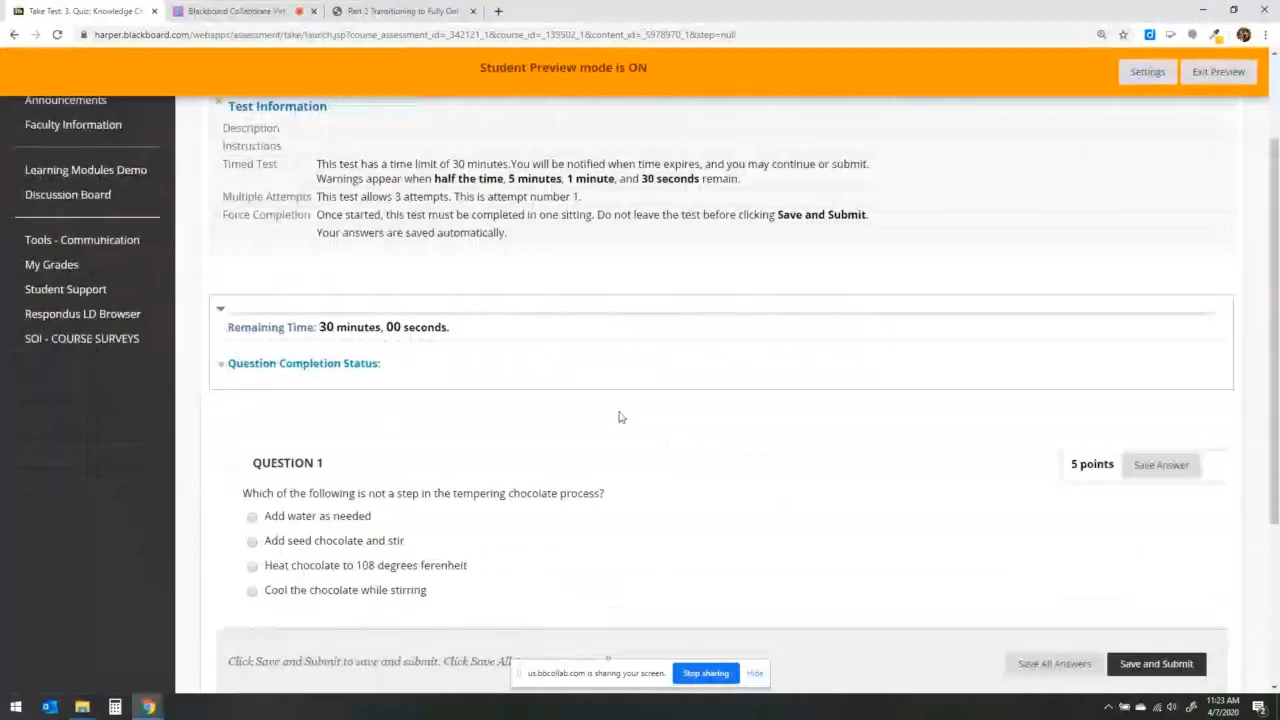 Take Test: 3. Quiz: Knowledge Ch
Blackboard Collaborate Virt
Part 2 Transitioning to Fully Onl
harper.blackboard.com/webapps/assessment/take/launch.jsp?course_assessment_id=_342121_1&course_id=_139502_1&content_id=_5978970_1&step=null
Student Preview mode is ON
Settings
Exit Preview
Announcements
Faculty Information
Learning Modules Demo
Discussion Board
Tools - Communication
My Grades
Student Support
Respondus LD Browser
SOI - COURSE SURVEYS
Test Information
Description
Instructions
Timed Test This test has a time limit of 30 minutes.You will be notified when time expires, and you may continue or submit.
Warnings appear when half the time, 5 minutes, 1 minute, and 30 seconds remain.
Multiple Attempts This test allows 3 attempts. This is attempt number 1.
Force Completion Once started, this test must be completed in one sitting. Do not leave the test before clicking Save and Submit.
Your answers are saved automatically.
Remaining Time: 30 minutes, 00 seconds.
Question Completion Status:
QUESTION 1
5 points
Save Answer
Which of the following is not a step in the tempering chocolate process?
Add water as needed
Add seed chocolate and stir
Heat chocolate to 108 degrees ferenheit
Cool the chocolate while stirring
Click Save and Submit to save and submit. Click Save All
Save All Answers
Save and Submit
us.bbcollab.com is sharing your screen.
Stop sharing
Hide
11:23 AM
4/7/2020